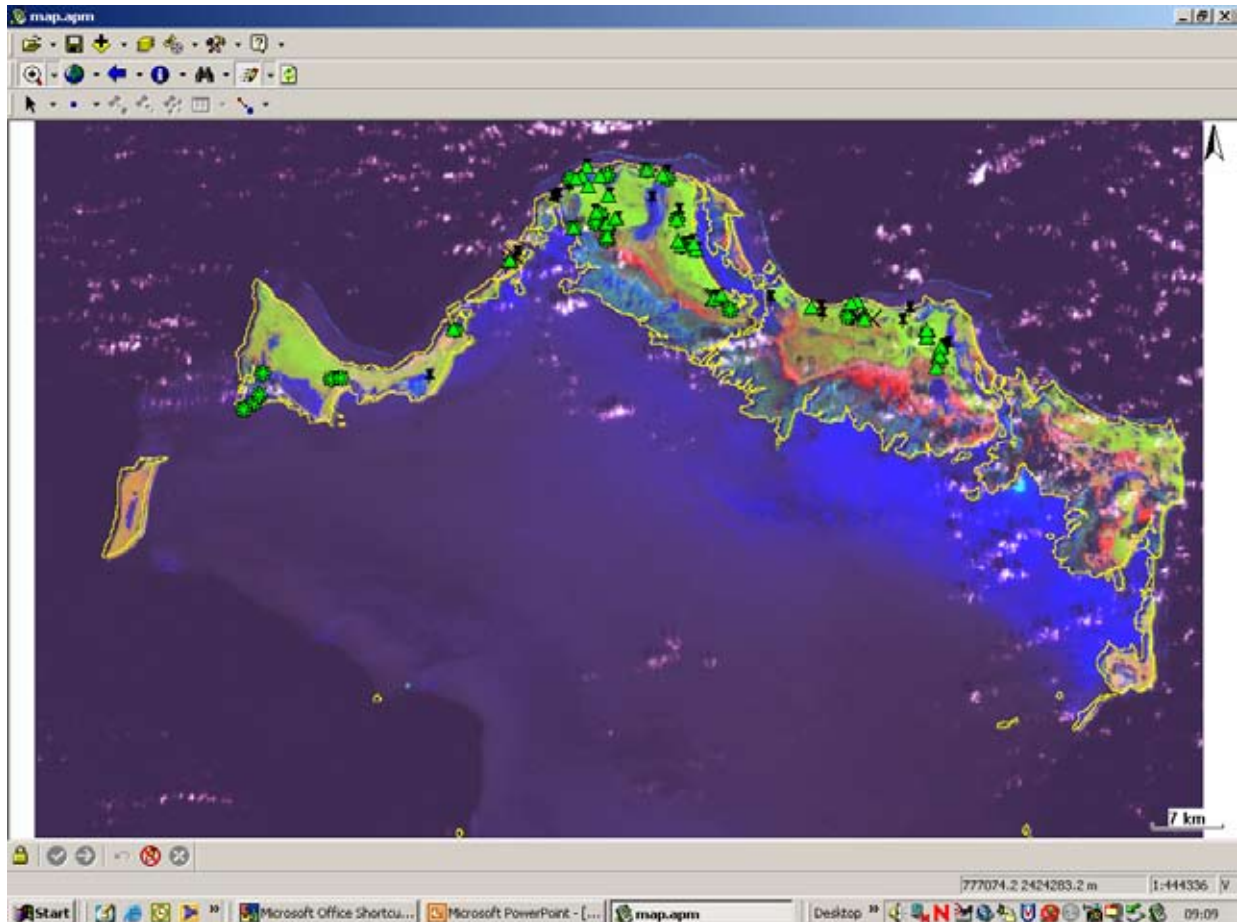 map.apm
7 km
777074.2 2424283.2 m
1:444336
V
Start
Microsoft Office Shortcu...
Microsoft PowerPoint - [...
map.apm
Desktop
09:09